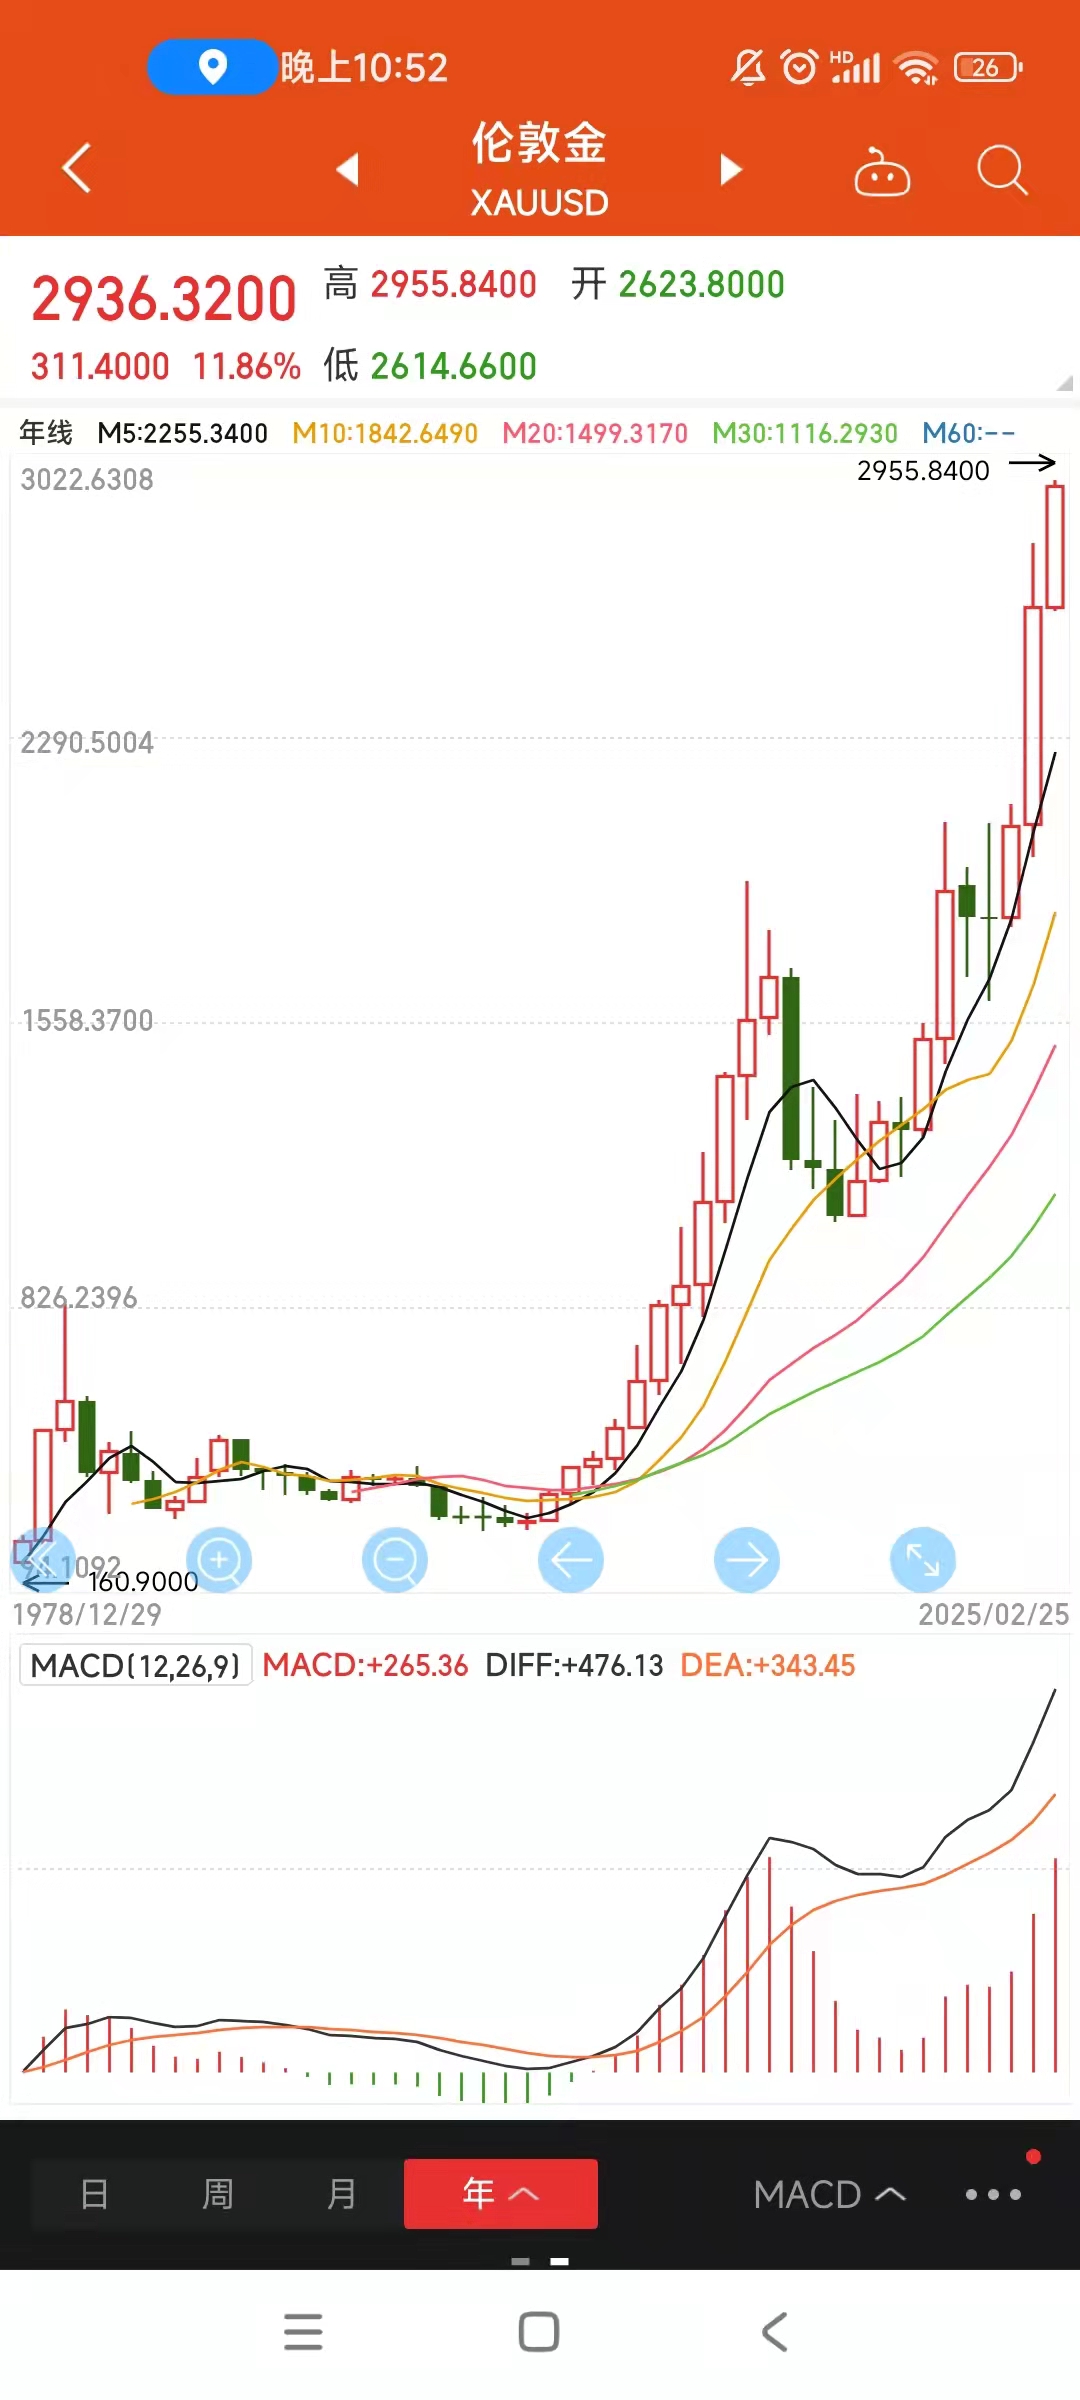 晚上10:52
HD
26
伦敦金
XAUUSD
2936.3200 高 2955.8400 开 2623.8000
311.4000 11.86% 低 2614.6600
年线 M5:2255.3400 M10:1842.6490 M20:1499.3170 M30:1116.2930 M60:--
3022.6308
2955.8400
2290.5004
1558.3700
826.2396
160.9000
1978/12/29 2025/02/25
MACD(12,26,9) MACD:+265.36 DIFF:+476.13 DEA:+343.45
日 周 月 年 MACD